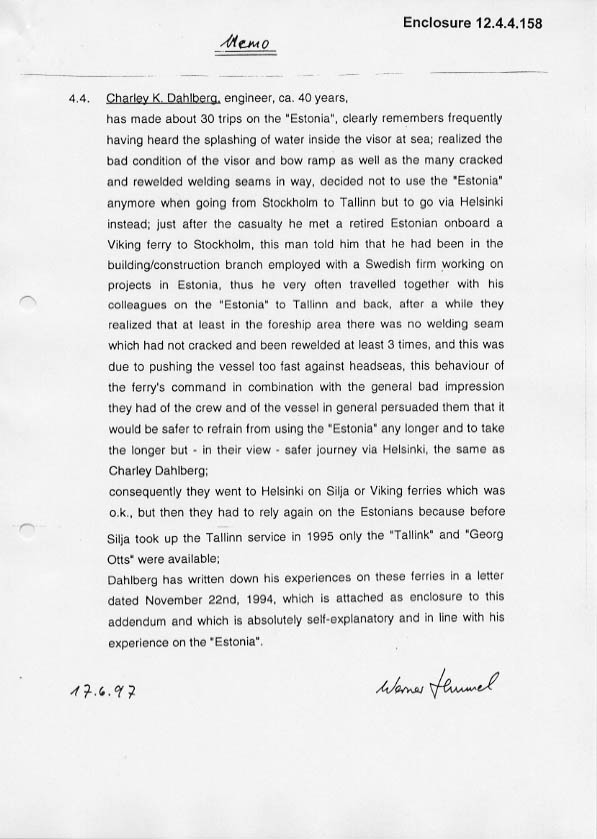 Enclosure 12.4.4.158
Memo
4.4. Charley K. Dahlberg, engineer, ca. 40 years,
has made about 30 trips on the "Estonia", clearly remembers frequently
having heard the splashing of water inside the visor at sea; realized the
bad condition of the visor and bow ramp as well as the many cracked
and rewelded welding seams in way, decided not to use the "Estonia"
anymore when going from Stockholm to Tallinn but to go via Helsinki
instead; just after the casualty he met a retired Estonian onboard a
Viking ferry to Stockholm, this man told him that he had been in the
building/construction branch employed with a Swedish firm working on
projects in Estonia, thus he very often travelled together with his
colleagues on the "Estonia" to Tallinn and back, after a while they
realized that at least in the foreship area there was no welding seam
which had not cracked and been rewelded at least 3 times, and this was
due to pushing the vessel too fast against headseas, this behaviour of
the ferry's command in combination with the general bad impression
they had of the crew and of the vessel in general persuaded them that it
would be safer to refrain from using the "Estonia" any longer and to take
the longer but - in their view - safer journey via Helsinki, the same as
Charley Dahlberg;
consequently they went to Helsinki on Silja or Viking ferries which was
o.k., but then they had to rely again on the Estonians because before
Silja took up the Tallinn service in 1995 only the "Tallink" and "Georg
Otts" were available;
Dahlberg has written down his experiences on these ferries in a letter
dated November 22nd, 1994, which is attached as enclosure to this
addendum and which is absolutely self-explanatory and in line with his
experience on the "Estonia".
17.6.97 Werner Hummel